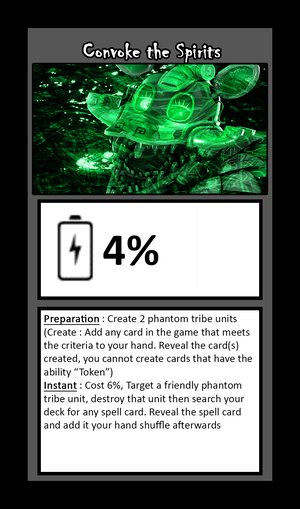 Convoke the Spirits
4%
Preparation : Create 2 phantom tribe units
(Create : Add any card in the game that meets
the criteria to your hand. Reveal the card(s)
created, you cannot create cards that have the
ability “Token”)
Instant : Cost 6%, Target a friendly phantom
tribe unit, destroy that unit then search your
deck for any spell card. Reveal the spell card
and add it your hand shuffle afterwards